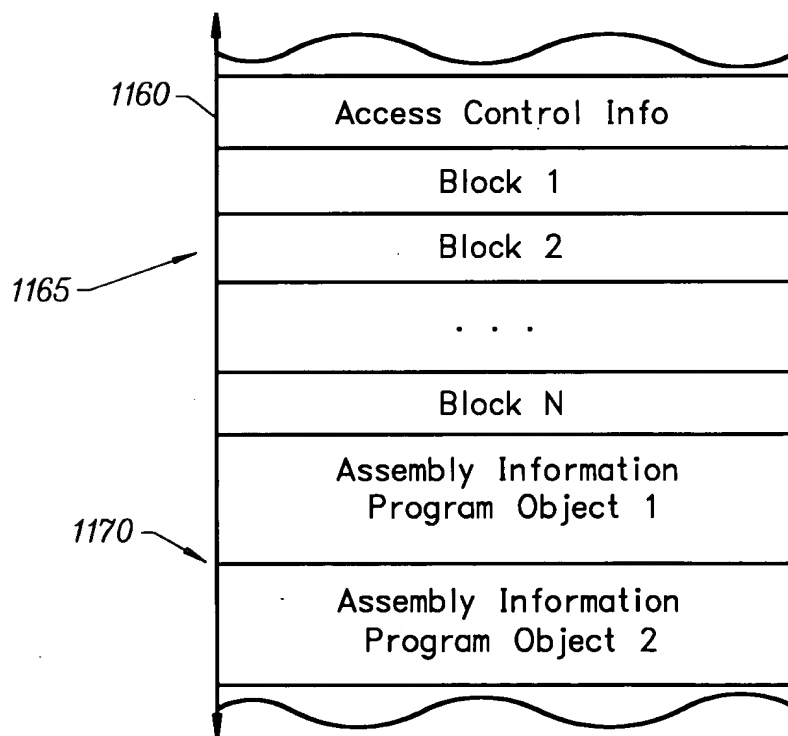 1160
Access Control Info
Block 1
Block 2
1165
. . .
Block N
Assembly Information
Program Object 1
1170
Assembly Information
Program Object 2